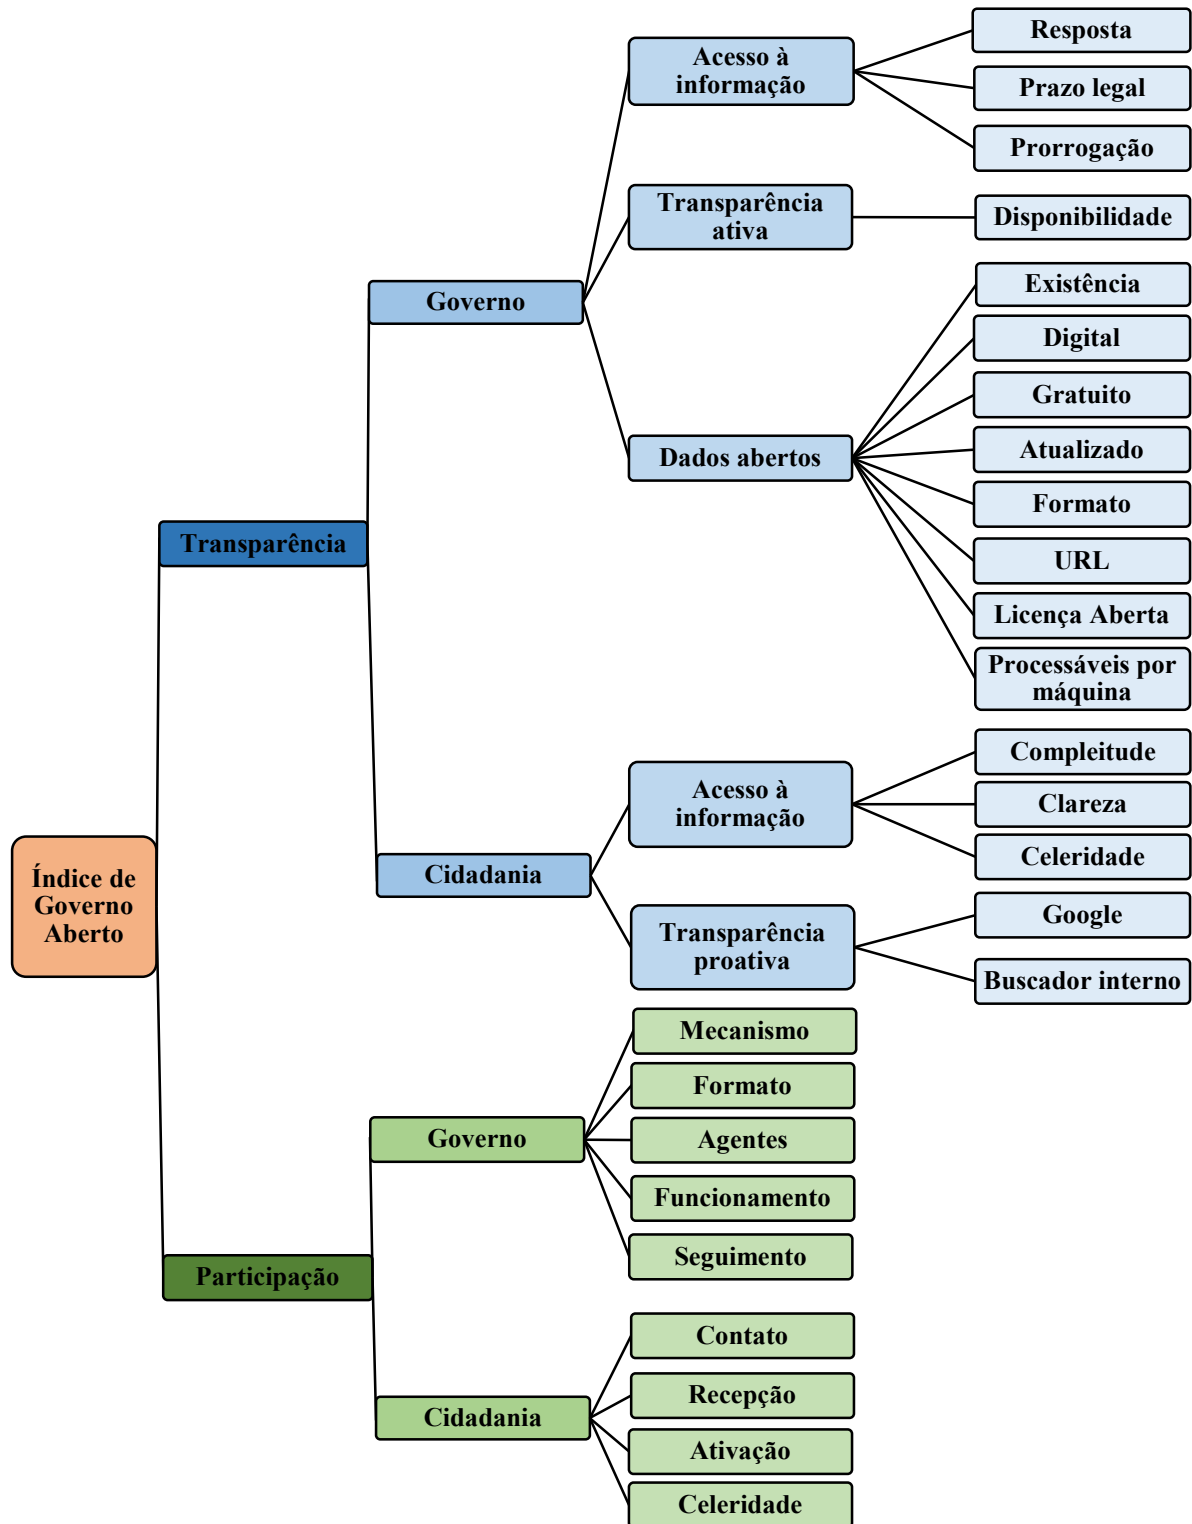 Resposta
Acesso à
informação
Prazo legal
Prorrogação
Transparência
ativa
Disponibilidade
Governo
Existência
Digital
Gratuito
Dados abertos
Atualizado
Formato
Transparência
URL
Licença Aberta
Processáveis por
máquina
Compleitude
Acesso à
informação
Clareza
Celeridade
Cidadania
Índice de
Governo
Aberto
Google
Transparência
proativa
Buscador interno
Mecanismo
Formato
Governo
Agentes
Funcionamento
Seguimento
Participação
Contato
Recepção
Cidadania
Ativação
Celeridade